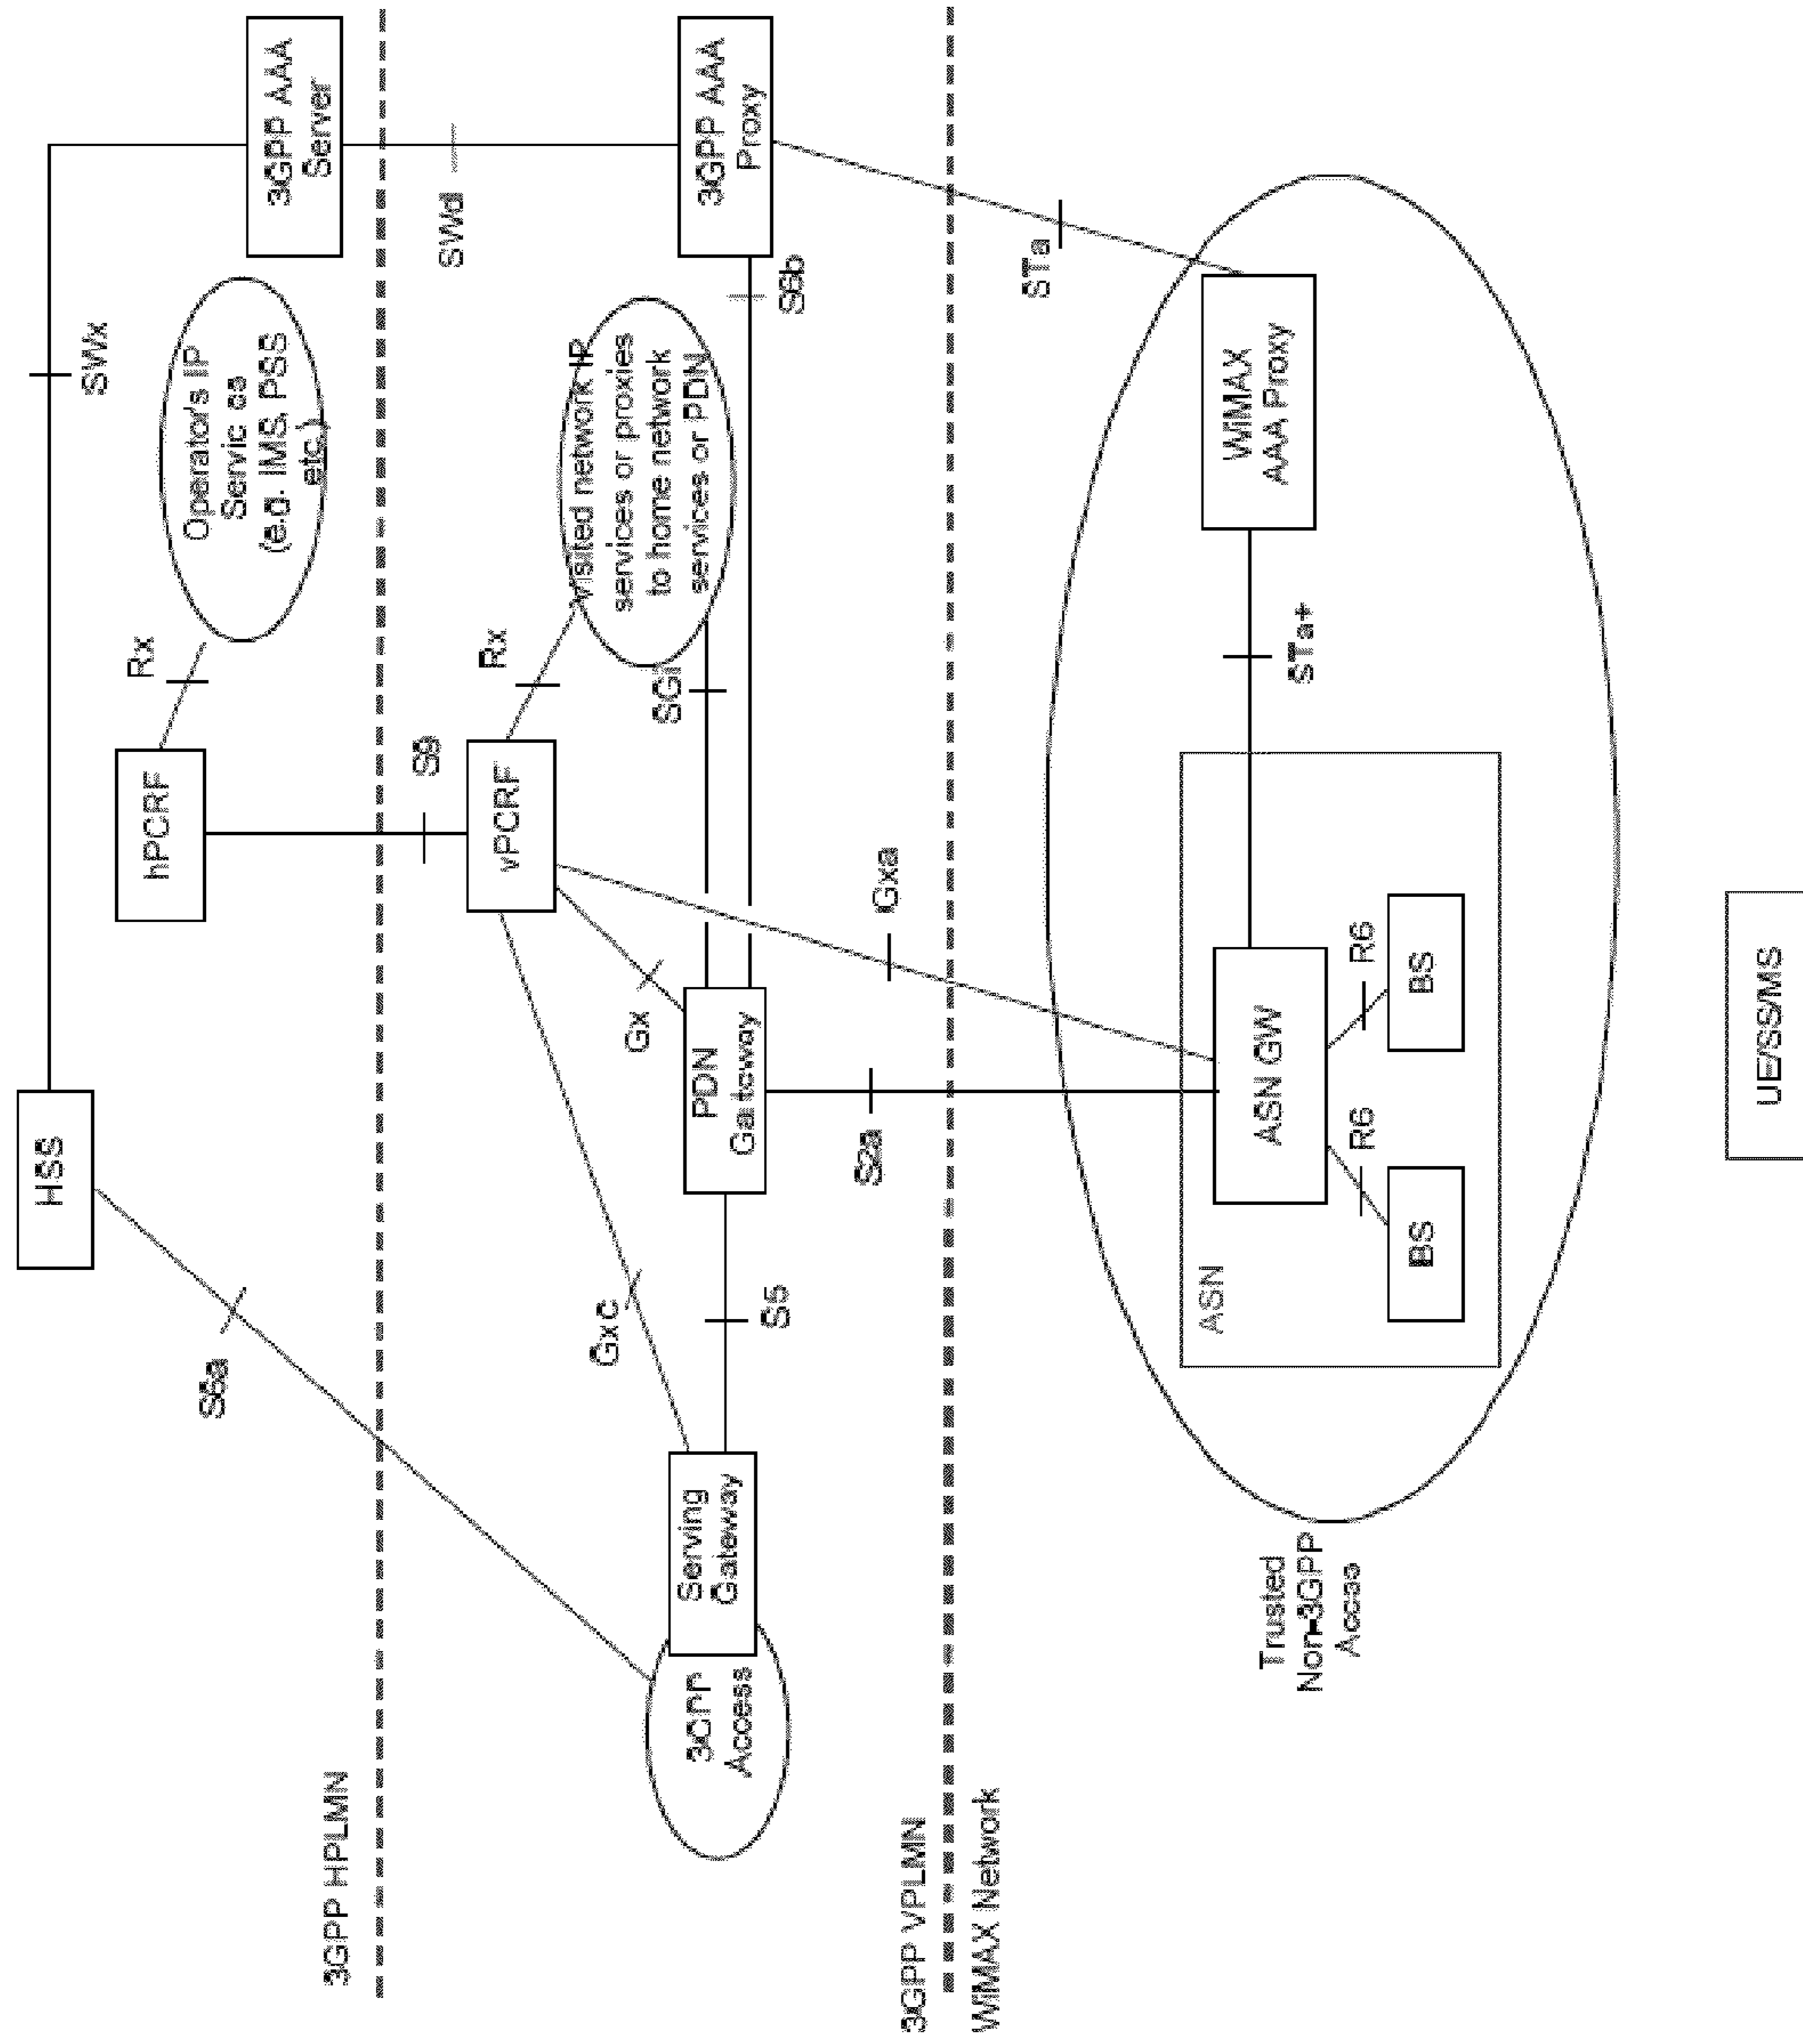 HSS
SWx
3GPP AAA
Server
Operator's IP
Servic es
(e.g. IMS, PSS
etc.)
Rx
hPCRF
S6a
3GPP HPLMN
S9
SWd
vPCRF
Rx
visited network IP
services or proxies
to home network
services or PDN
3GPP AAA
Proxy
S6b
SGi
Gx
Gxc
PDN
Gateway
S5
Serving
Gateway
Access
Gxa
S2a
3GPP VPLMN
WiMAX Network
STa
WiMAX
AAA Proxy
STa+
ASN
ASN GW
R6
R6
BS
BS
Trusted
Non-3GPP
Access
UE/SS/MS